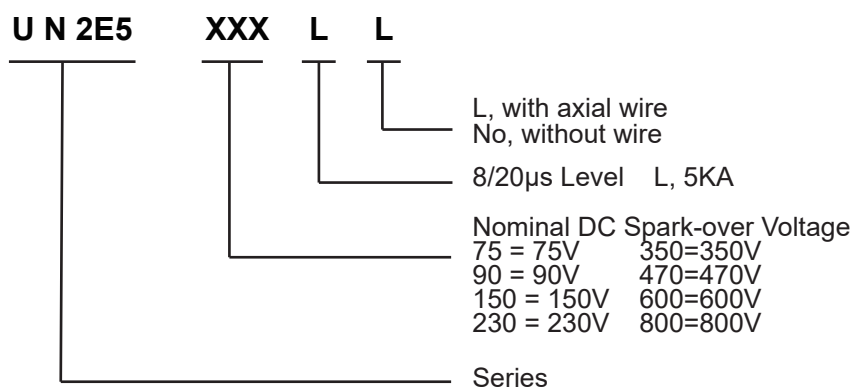 U N 2E5 XXX L L
L, with axial wire
No, without wire
8/20µs Level L, 5KA
Nominal DC Spark-over Voltage
75 = 75V 350=350V
90 = 90V 470=470V
150 = 150V 600=600V
230 = 230V 800=800V
Series